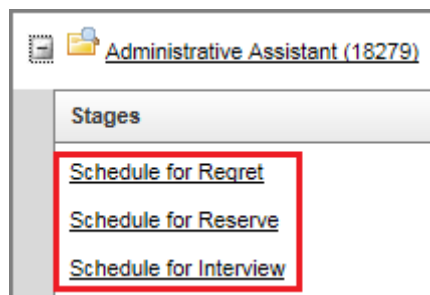 Administrative Assistant (18279)
Stages
Schedule for Regret
Schedule for Reserve
Schedule for Interview